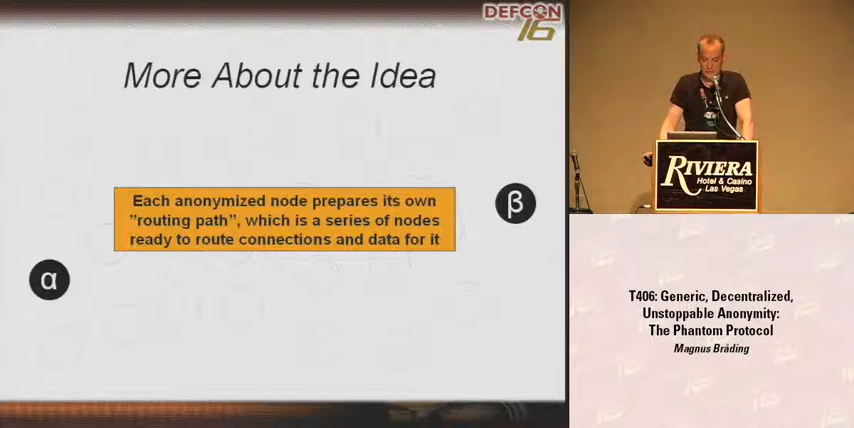 DEFCON
16
More About the Idea
Each anonymized node prepares its own
"routing path", which is a series of nodes
ready to route connections and data for it
α
β
RIVIERA
Hotel & Casino
Las Vegas
T406: Generic, Decentralized,
Unstoppable Anonymity:
The Phantom Protocol
Magnus Bråding